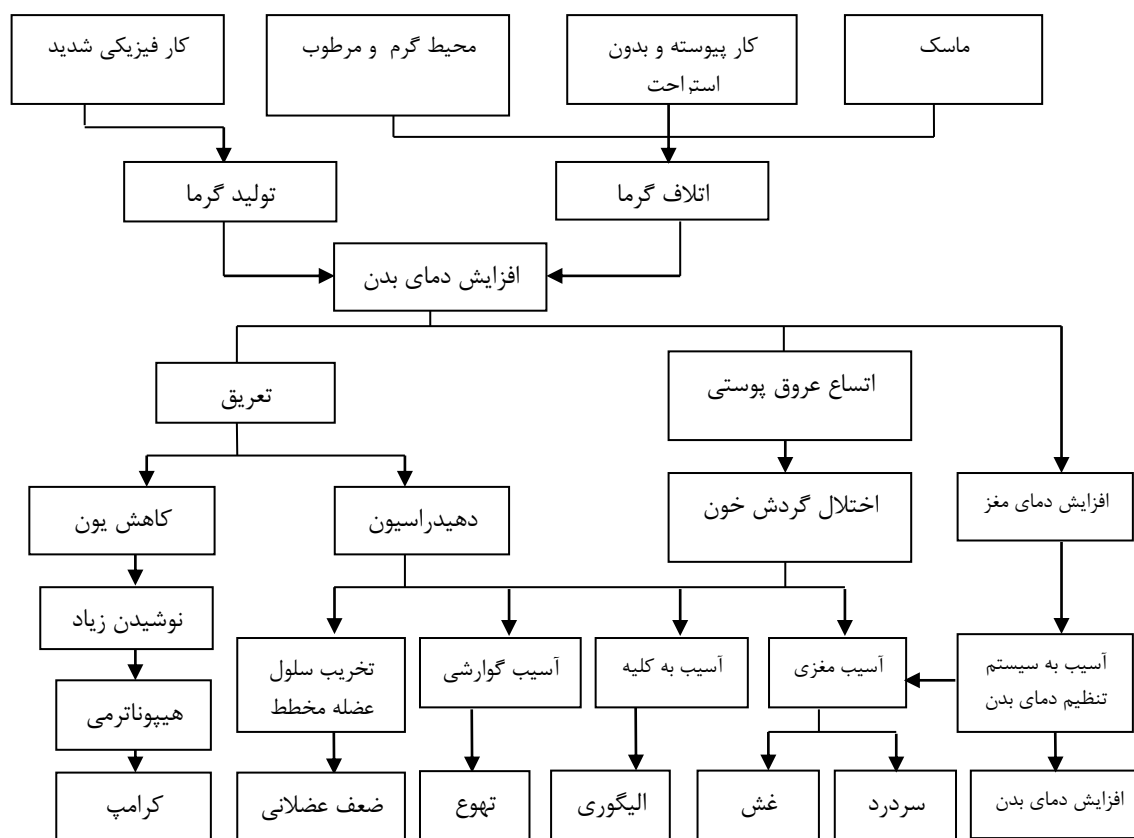 ماسک
کار پیوسته و بدون
استراحت
محیط گرم و مرطوب
کار فیزیکی شدید
اتلاف گرما
تولید گرما
افزایش دمای بدن
اتساع عروق پوستی
تعریق
افزایش دمای مغز
اختلال گردش خون
دهیدراسیون
کاهش یون
نوشیدن زیاد
آسیب به سیستم
تنظیم دمای بدن
آسیب مغزی
آسیب به کلیه
آسیب گوارشی
تخریب سلول
عضله مخطط
هیپوناترمی
افزایش دمای بدن
سردرد
غش
الیگوری
تهوع
ضعف عضلانی
کرامپ